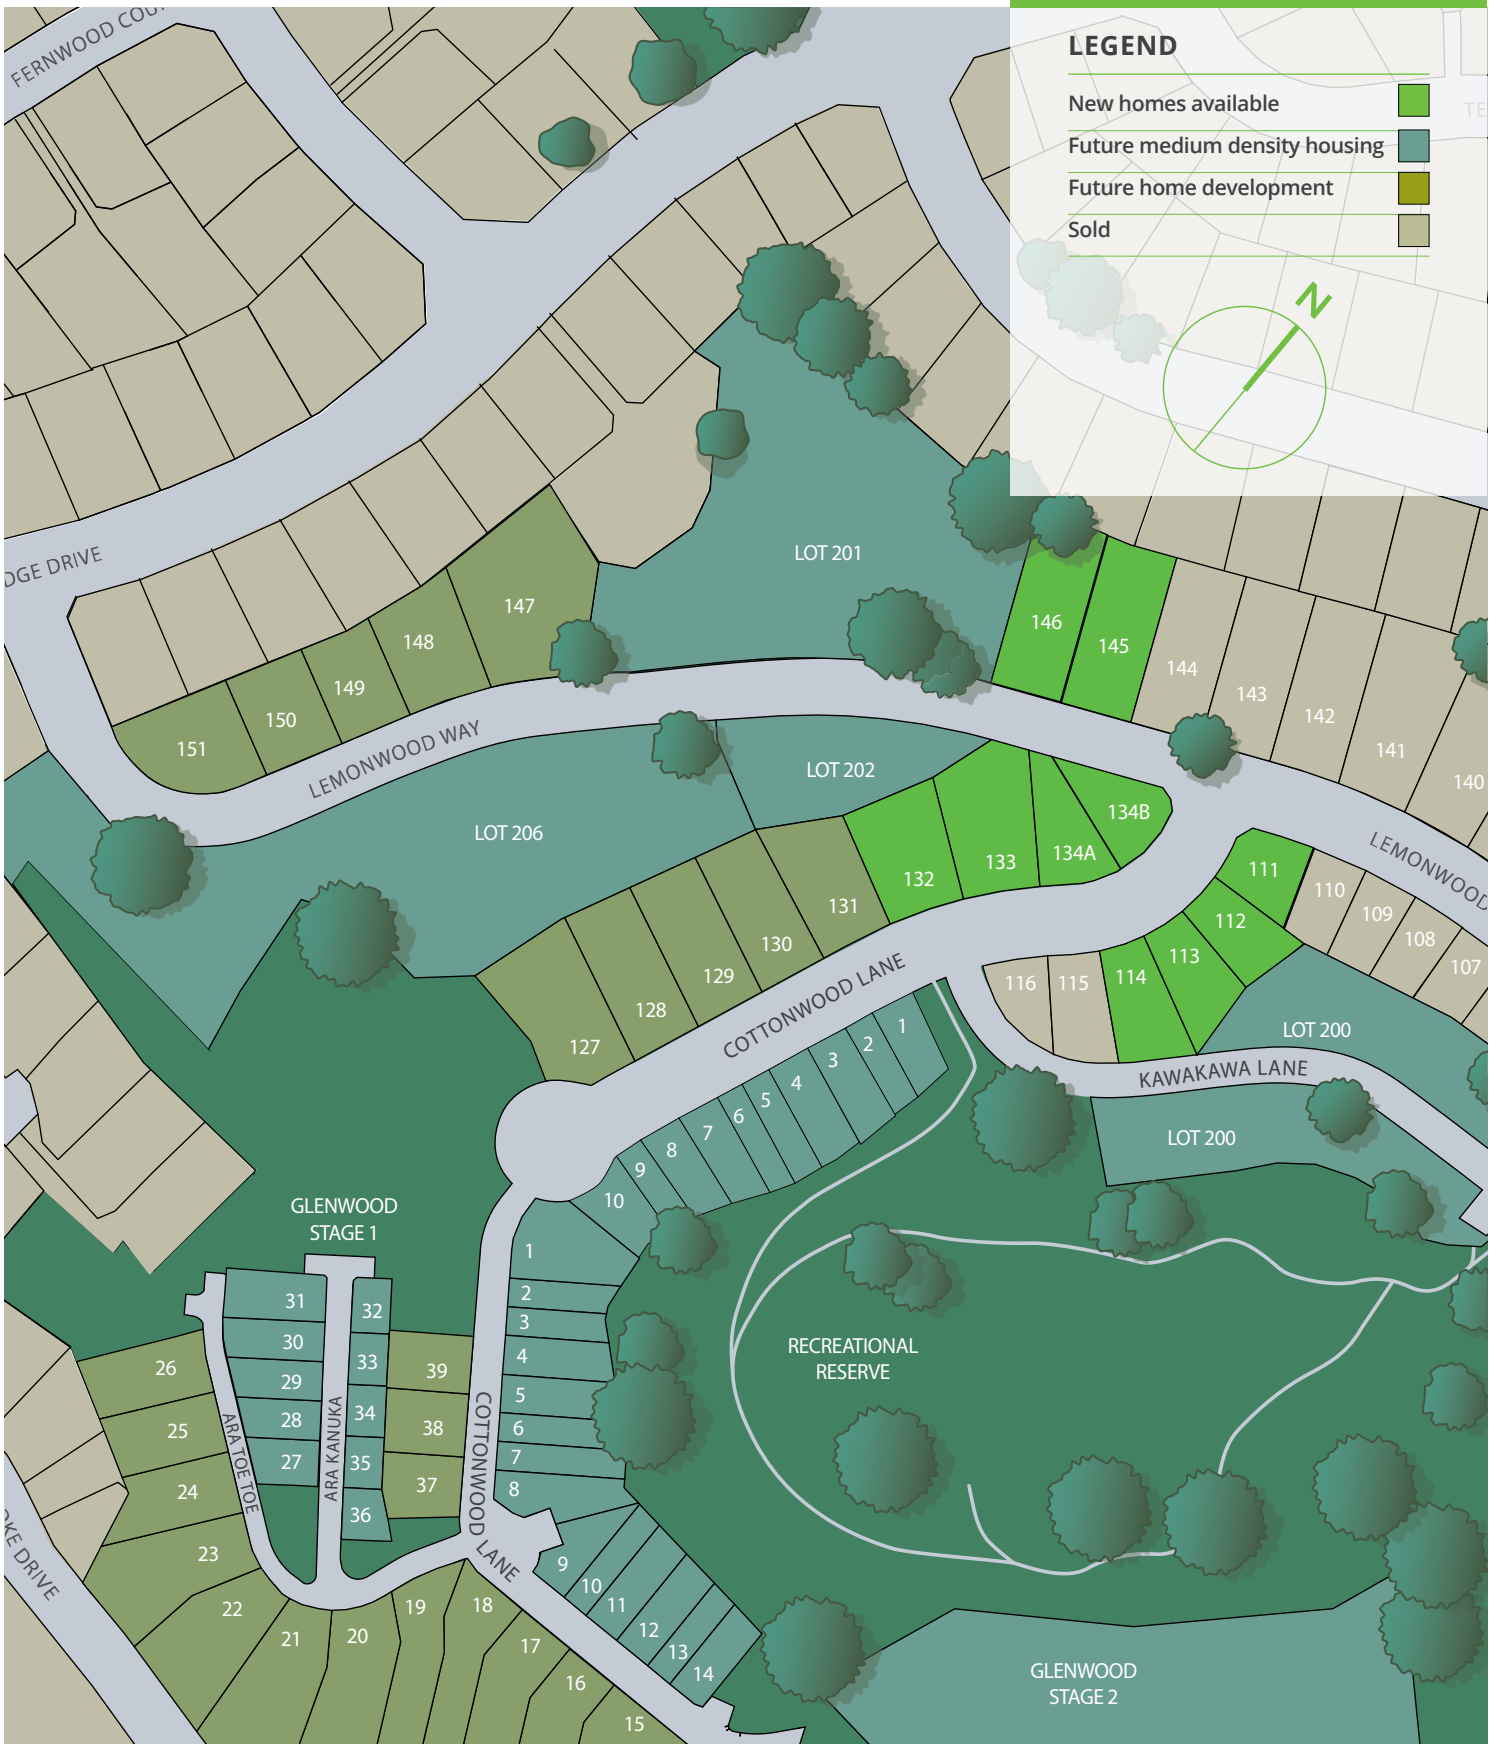 FERNWOOD COU
LEGEND
New homes available
Future medium density housing
Future home development
Sold
TE
N
DGE DRIVE
LOT 201
147
148
149
150
151
146
145
144
143
142
141
140
LEMONWOOD WAY
LOT 202
LOT 206
134B
134A
133
132
131
130
129
128
127
LEMONWOOD
111
110
109
108
107
112
113
114
115
116
COTTONWOOD LANE
LOT 200
KAWAKAWA LANE
LOT 200
1
2
3
4
5
6
7
8
9
10
GLENWOOD
STAGE 1
1
2
3
4
5
6
7
8
9
10
11
12
13
14
31
30
29
28
27
32
33
34
35
36
39
38
37
26
25
24
23
22
21
20
19
18
17
16
15
ARA TOE TOE
ARA KANUKA
COTTONWOOD LANE
OKE DRIVE
RECREATIONAL
RESERVE
GLENWOOD
STAGE 2